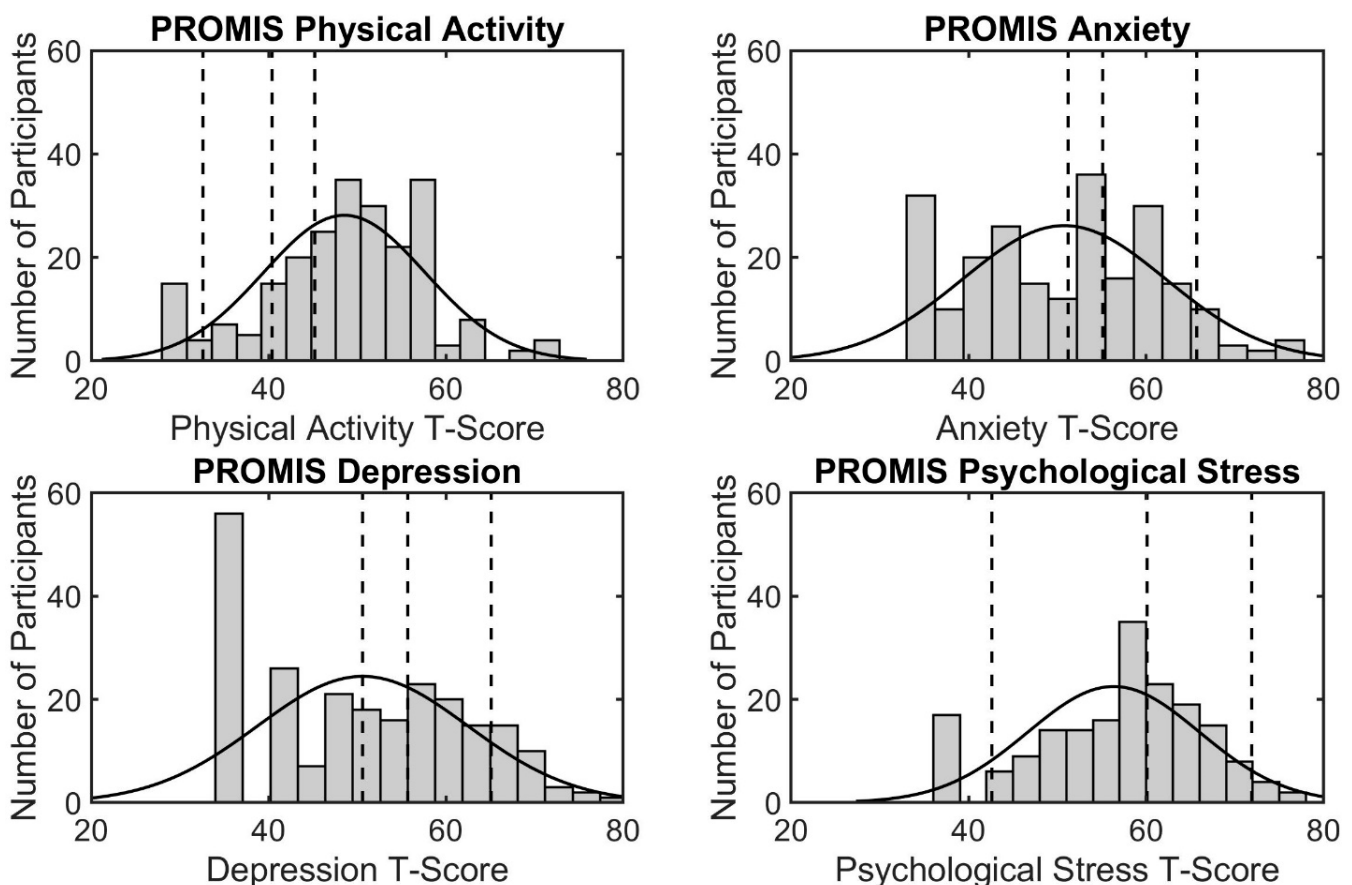 PROMIS Physical Activity
Number of Participants
60
40
20
0
20 40 60 80
Physical Activity T-Score
PROMIS Anxiety
Number of Participants
60
40
20
0
20 40 60 80
Anxiety T-Score
PROMIS Depression
Number of Participants
60
40
20
0
20 40 60 80
Depression T-Score
PROMIS Psychological Stress
Number of Participants
60
40
20
0
20 40 60 80
Psychological Stress T-Score